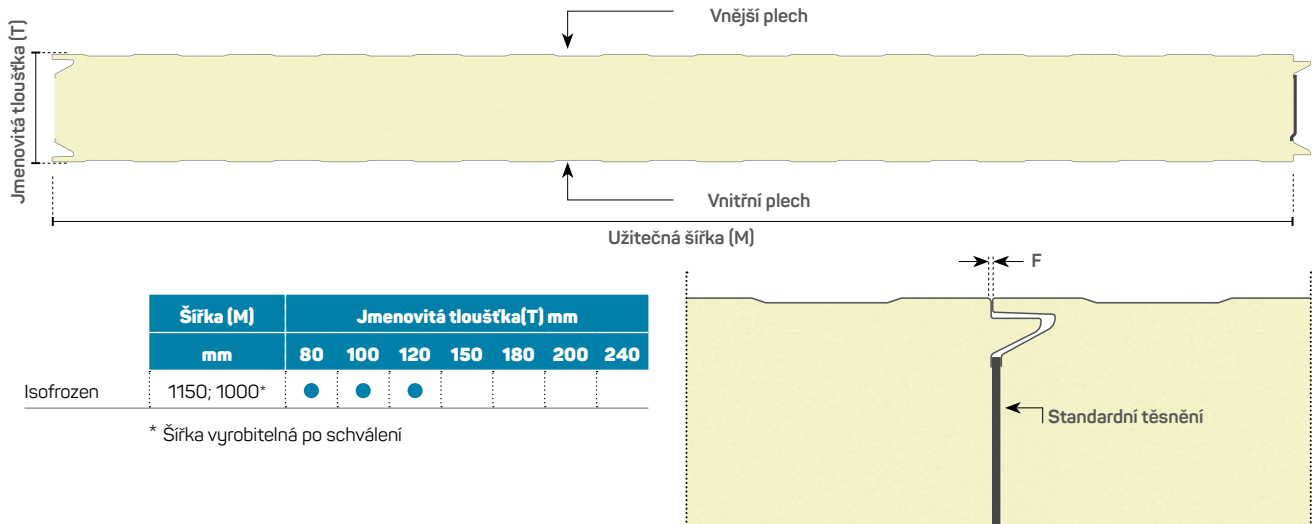 Vnější plech
Jmenovitá tloušťka (T)
Vnitřní plech
Užitečná šířka (M)
F
Šířka (M) Jmenovitá tloušťka(T) mm
mm 80 100 120 150 180 200 240
Isofrozen 1150; 1000* ● ● ●
* Šířka vyrobitelná po schválení
Standardní těsnění